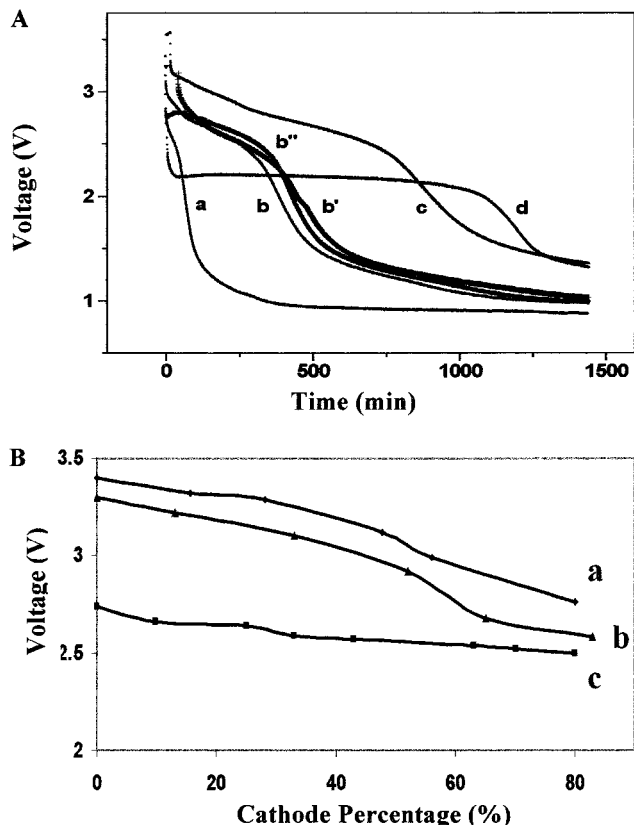 A
Voltage (V)
3
2
1
a
b
b"
b'
c
d
0
500
1000
1500
Time (min)
B
Voltage (V)
3.5
3
2.5
2
a
b
c
0
20
40
60
80
Cathode Percentage (%)